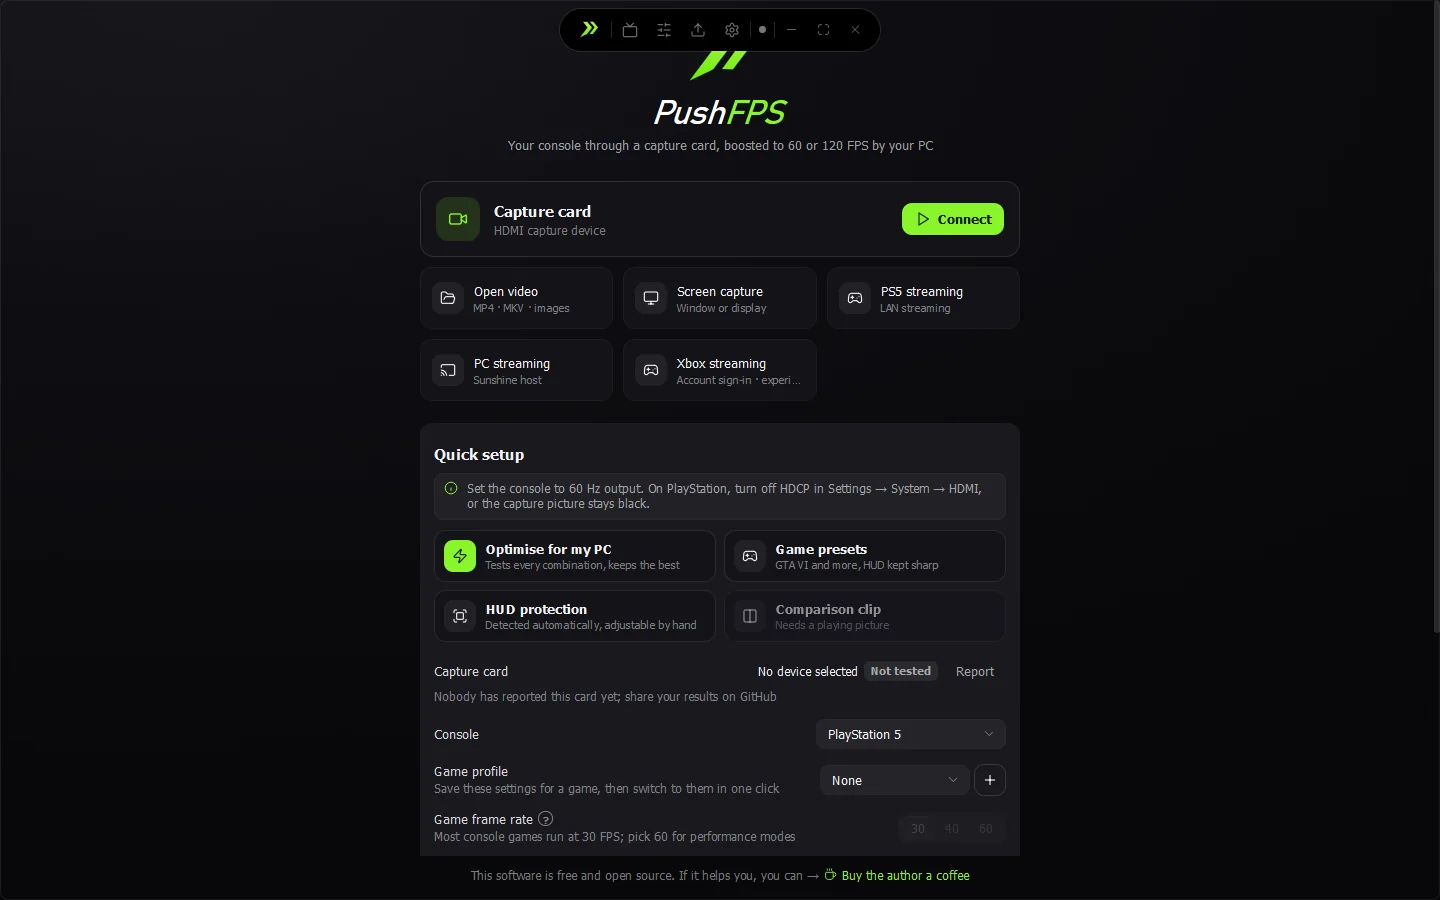 PushFPS
Your console through a capture card, boosted to 60 or 120 FPS by your PC
Capture card
HDMI capture device
Connect
Open video
MP4 · MKV · images
Screen capture
Window or display
PS5 streaming
LAN streaming
PC streaming
Sunshine host
Xbox streaming
Account sign-in · experi...
Quick setup
Set the console to 60 Hz output. On PlayStation, turn off HDCP in Settings → System → HDMI,
or the capture picture stays black.
Optimise for my PC
Tests every combination, keeps the best
Game presets
GTA VI and more, HUD kept sharp
HUD protection
Detected automatically, adjustable by hand
Comparison clip
Needs a playing picture
Capture card
No device selected
Not tested
Report
Nobody has reported this card yet; share your results on GitHub
Console
PlayStation 5
Game profile
Save these settings for a game, then switch to them in one click
None
Game frame rate
Most console games run at 30 FPS; pick 60 for performance modes
30 40 60
This software is free and open source. If it helps you, you can → Buy the author a coffee